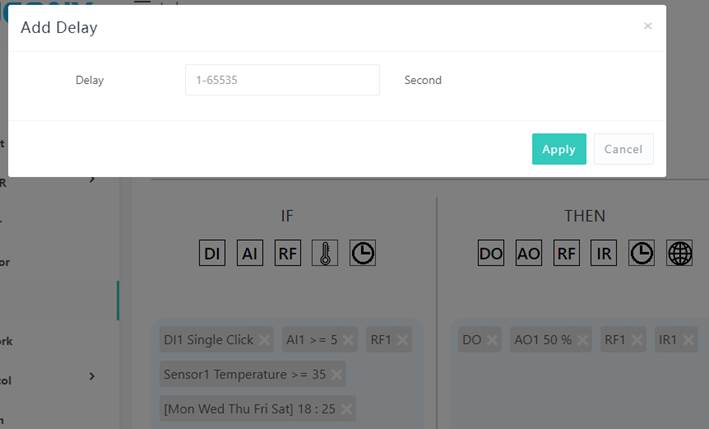 Add Delay ×
Delay 1-65535 Second
Apply Cancel
IF THEN
DI AI RF DO AO RF IR
DI1 Single Click × AI1 >= 5 × RF1 × DO × AO1 50 % × RF1 × IR1 ×
Sensor1 Temperature >= 35 ×
[Mon Wed Thu Fri Sat] 18 : 25 ×